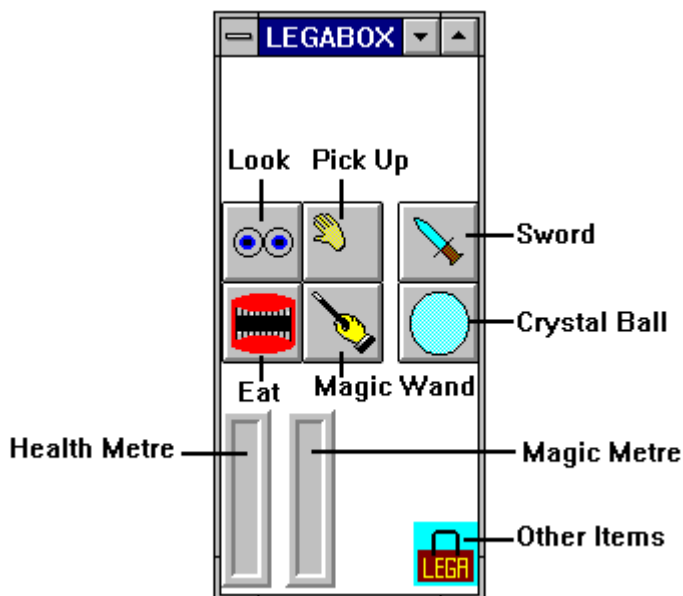 LEGABOX
Look
Pick Up
Sword
Crystal Ball
Eat
Magic Wand
Health Metre
Magic Metre
Other Items
LEGA